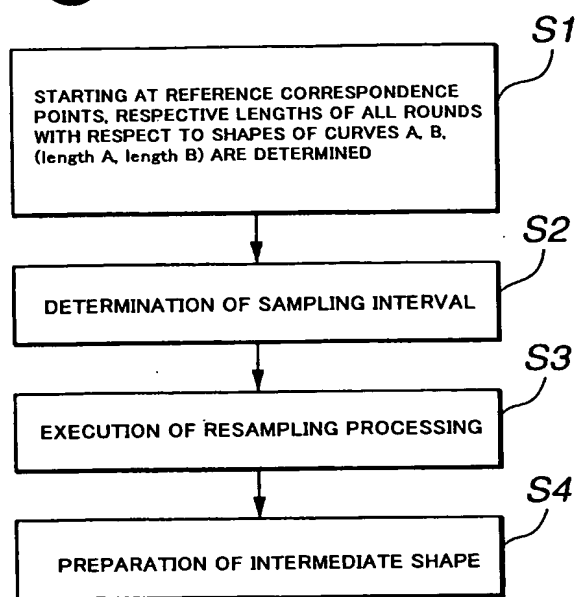 S1
STARTING AT REFERENCE CORRESPONDENCE
POINTS, RESPECTIVE LENGTHS OF ALL ROUNDS
WITH RESPECT TO SHAPES OF CURVES A, B,
(length A, length B) ARE DETERMINED
S2
DETERMINATION OF SAMPLING INTERVAL
S3
EXECUTION OF RESAMPLING PROCESSING
S4
PREPARATION OF INTERMEDIATE SHAPE